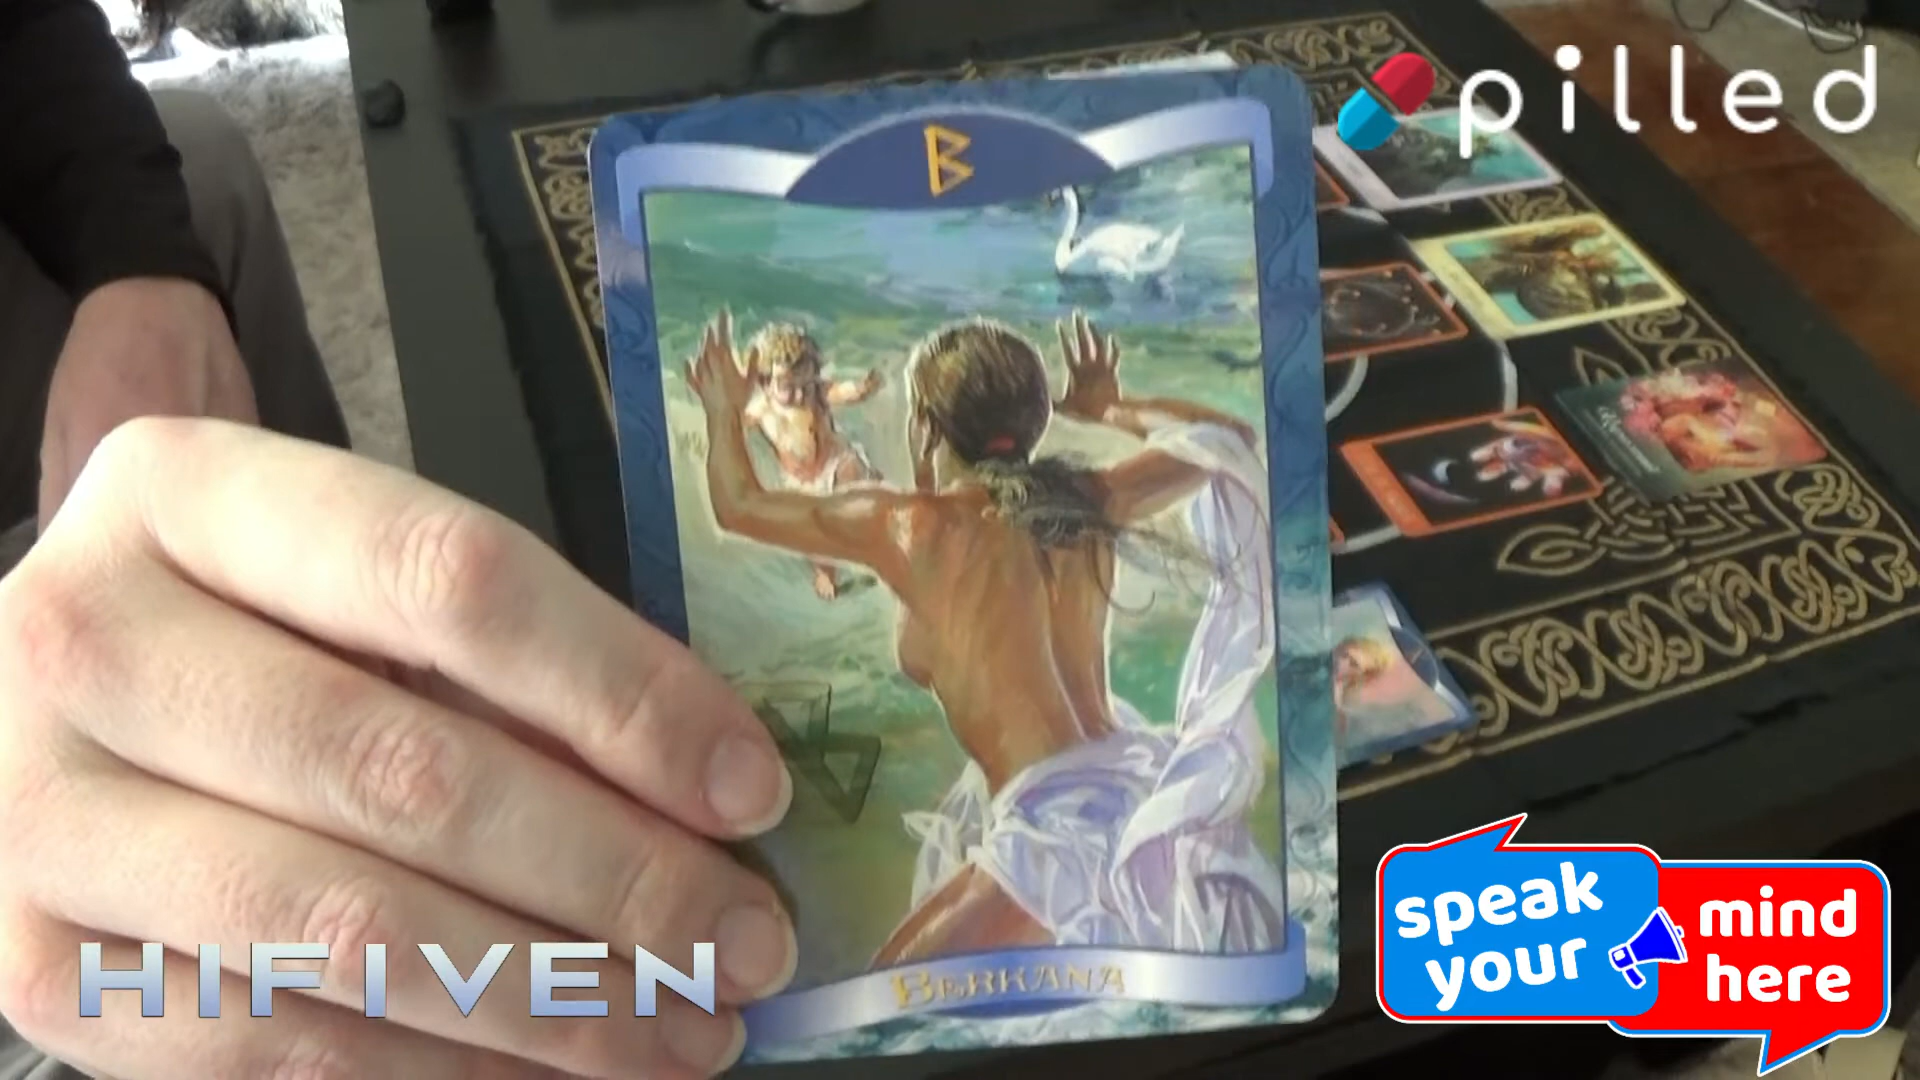 pilled
ᛒ
BERKANA
HIFIVEN
speak
your
mind
here